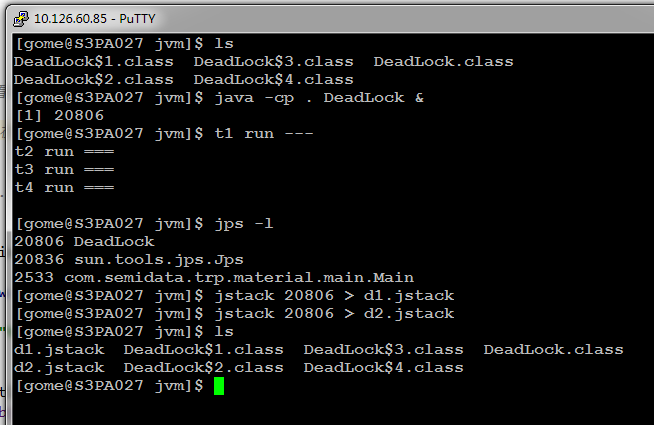 10.126.60.85 - PuTTY
[gome@S3PA027 jvm]$ ls
DeadLock$1.class  DeadLock$3.class  DeadLock.class
DeadLock$2.class  DeadLock$4.class
[gome@S3PA027 jvm]$ java -cp . DeadLock &
[1] 20806
[gome@S3PA027 jvm]$ t1 run ---
t2 run ===
t3 run ===
t4 run ===
[gome@S3PA027 jvm]$ jps -l
20806 DeadLock
20836 sun.tools.jps.Jps
2533 com.semidata.trp.material.main.Main
[gome@S3PA027 jvm]$ jstack 20806 > d1.jstack
[gome@S3PA027 jvm]$ jstack 20806 > d2.jstack
[gome@S3PA027 jvm]$ ls
d1.jstack  DeadLock$1.class  DeadLock$3.class  DeadLock.class
d2.jstack  DeadLock$2.class  DeadLock$4.class
[gome@S3PA027 jvm]$